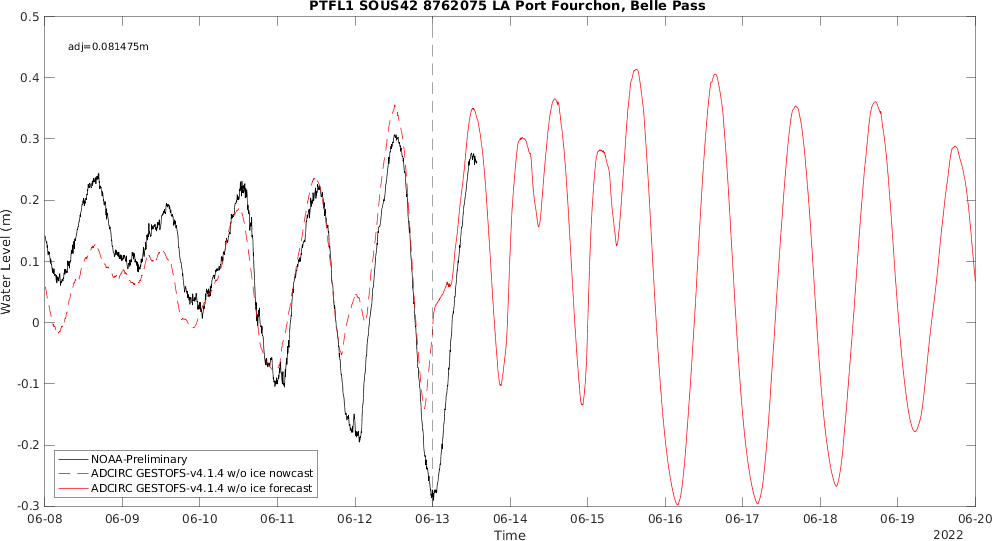 PTFL1 SOUS42 8762075 LA Port Fourchon, Belle Pass
adj=0.081475m
0.5
0.4
0.3
0.2
0.1
0
-0.1
-0.2
-0.3
Water Level (m)
NOAA-Preliminary
ADCIRC GESTOFS-v4.1.4 w/o ice nowcast
ADCIRC GESTOFS-v4.1.4 w/o ice forecast
06-08 06-09 06-10 06-11 06-12 06-13 06-14 06-15 06-16 06-17 06-18 06-19 06-20
Time
2022